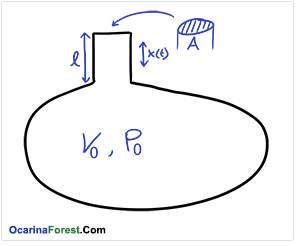 A
l
x(t)
V₀, P₀
OcarinaForest.Com